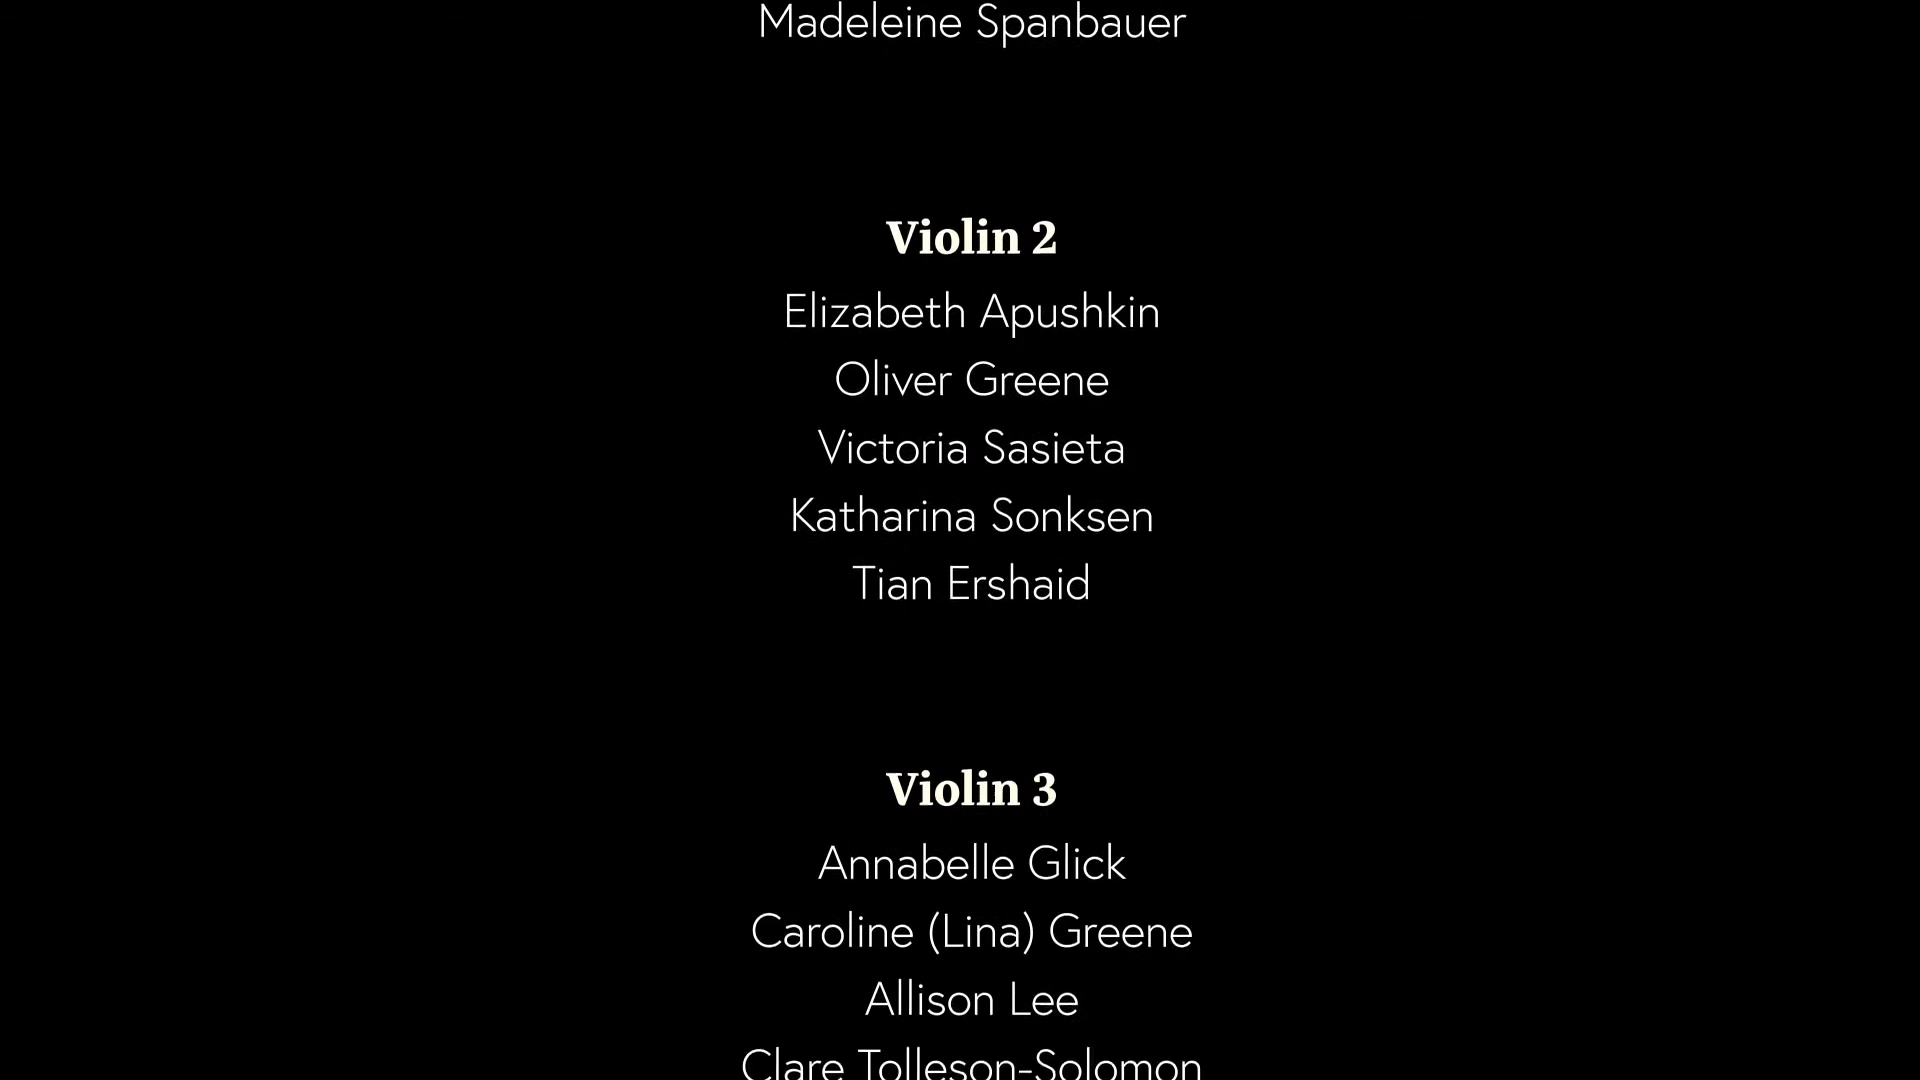 Madeleine Spanbauer
Violin 2
Elizabeth Apushkin
Oliver Greene
Victoria Sasieta
Katharina Sonksen
Tian Ershaid
Violin 3
Annabelle Glick
Caroline (Lina) Greene
Allison Lee
Clare Tolleson-Solomon